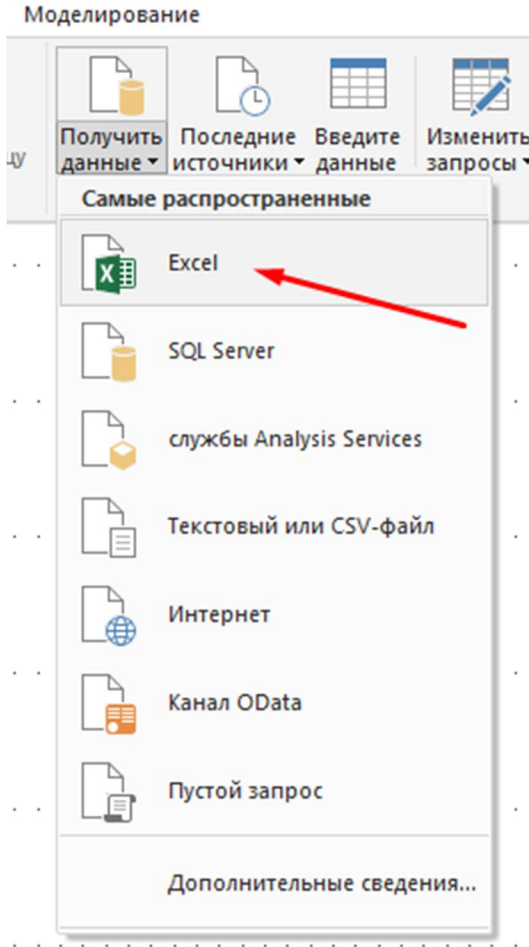 Моделирование
Получить данные
Последние источники
Введите данные
Изменить запросы
Самые распространенные
Excel
SQL Server
службы Analysis Services
Текстовый или CSV-файл
Интернет
Канал OData
Пустой запрос
Дополнительные сведения...